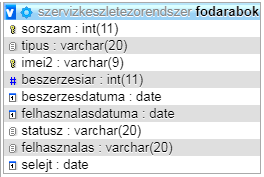 szervizkeszletezorendszer fodarabok
sorszam : int(11)
tipus : varchar(20)
imei2 : varchar(9)
beszerzesiar : int(11)
beszerzesdatuma : date
felhasznalasdatuma : date
statusz : varchar(20)
felhasznalas : varchar(20)
selejt : date